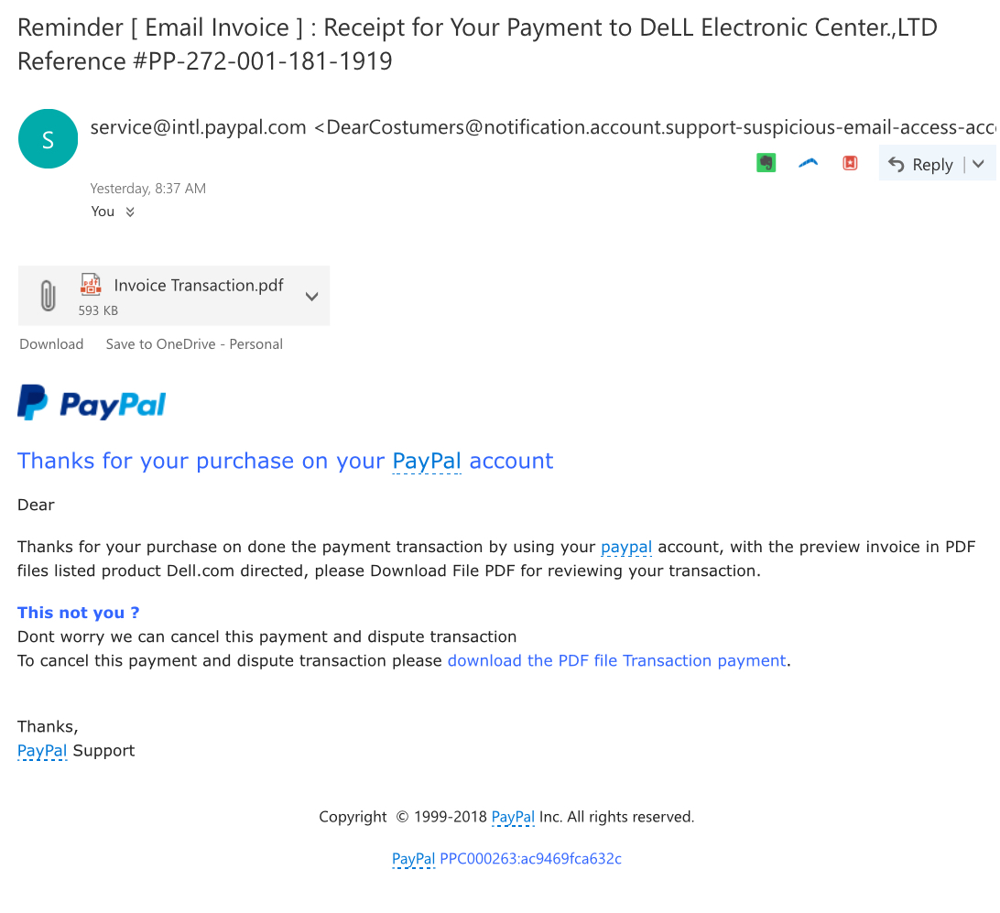 Reminder [ Email Invoice ] : Receipt for Your Payment to DeLL Electronic Center.,LTD
Reference #PP-272-001-181-1919
S
service@intl.paypal.com <DearCostumers@notification.account.support-suspicious-email-access-acc
Reply
Yesterday, 8:37 AM
You
pdf
Invoice Transaction.pdf
593 KB
Download Save to OneDrive - Personal
PayPal
Thanks for your purchase on your PayPal account
Dear
Thanks for your purchase on done the payment transaction by using your paypal account, with the preview invoice in PDF
files listed product Dell.com directed, please Download File PDF for reviewing your transaction.
This not you ?
Dont worry we can cancel this payment and dispute transaction
To cancel this payment and dispute transaction please download the PDF file Transaction payment.
Thanks,
PayPal Support
Copyright © 1999-2018 PayPal Inc. All rights reserved.
PayPal PPC000263:ac9469fca632c